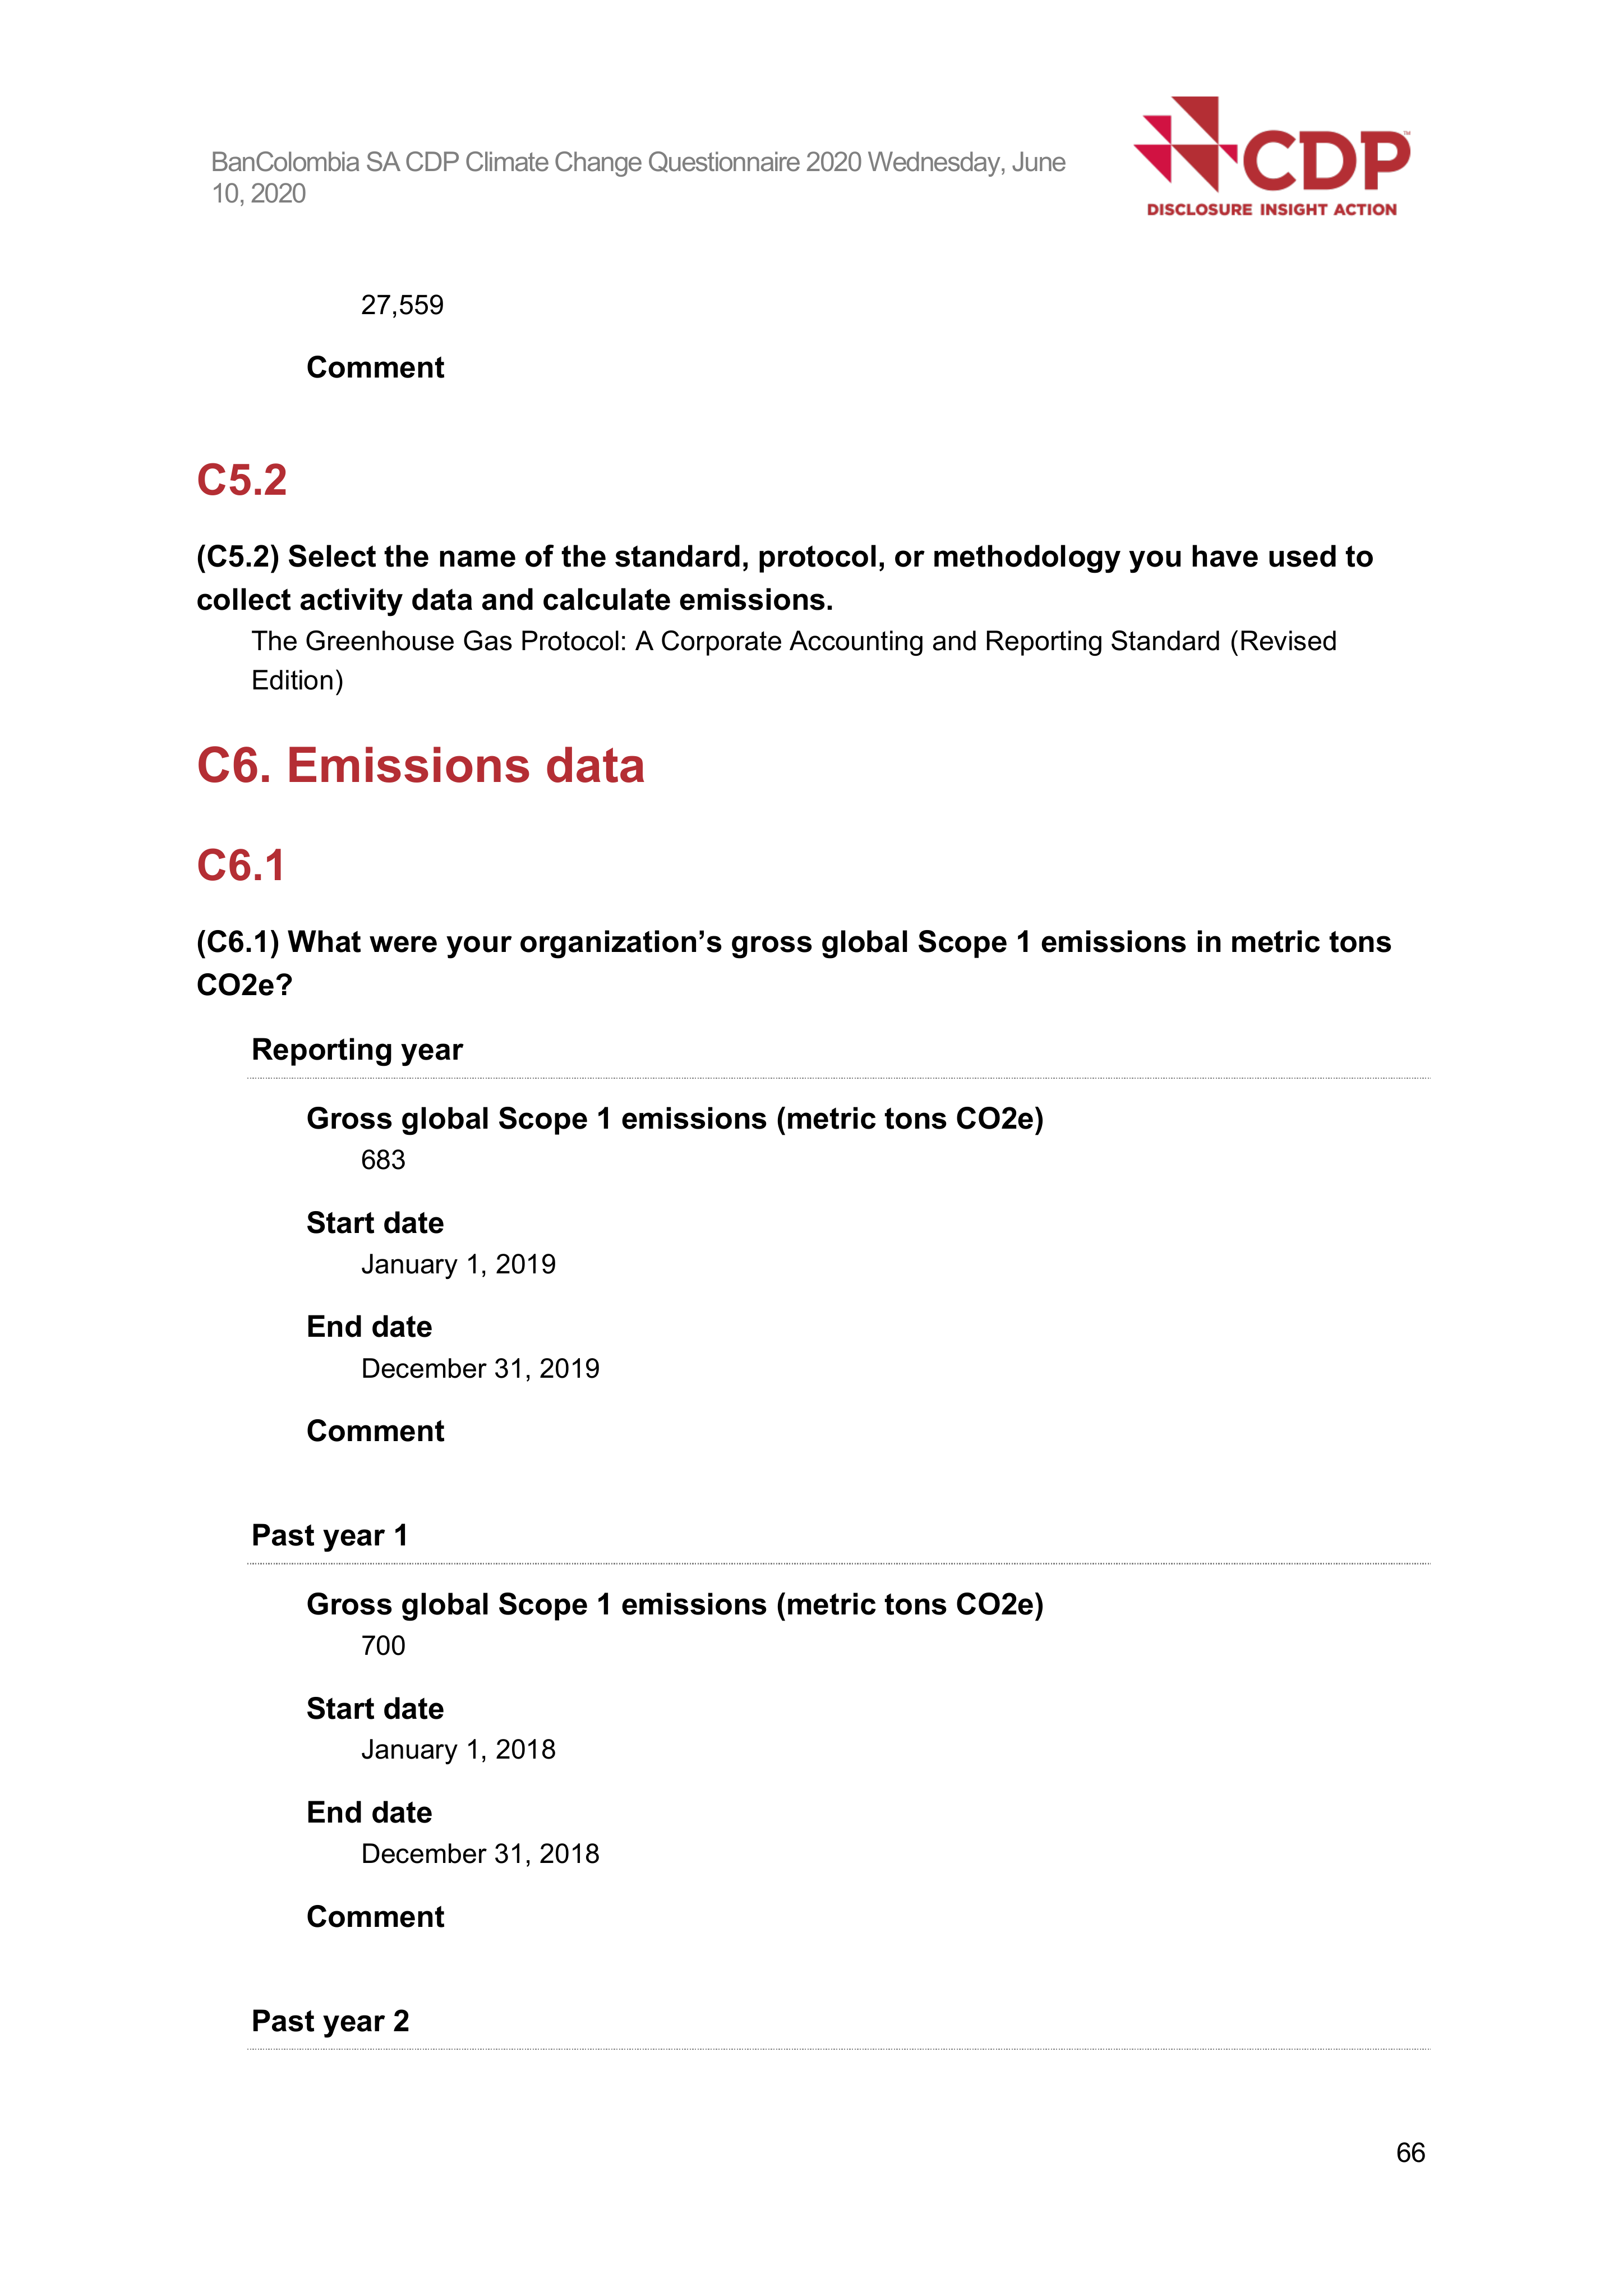 BanColombia SA CDP Climate Change Questionnaire 2020 Wednesday, June
10, 2020
CDP™
DISCLOSURE INSIGHT ACTION
27,559
Comment
C5.2
(C5.2) Select the name of the standard, protocol, or methodology you have used to
collect activity data and calculate emissions.
The Greenhouse Gas Protocol: A Corporate Accounting and Reporting Standard (Revised
Edition)
C6. Emissions data
C6.1
(C6.1) What were your organization’s gross global Scope 1 emissions in metric tons
CO2e?
Reporting year
Gross global Scope 1 emissions (metric tons CO2e)
683
Start date
January 1, 2019
End date
December 31, 2019
Comment
Past year 1
Gross global Scope 1 emissions (metric tons CO2e)
700
Start date
January 1, 2018
End date
December 31, 2018
Comment
Past year 2
66